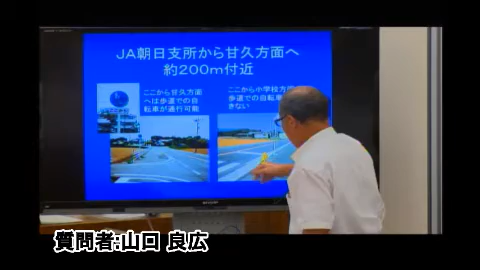 JA朝日支所から甘久方面へ
約200m付近
ここから甘久方面
へは歩道での自
転車が通行可能
ここから小学校方
歩道での自転車
きない
SHARP
質問者:山口 良広